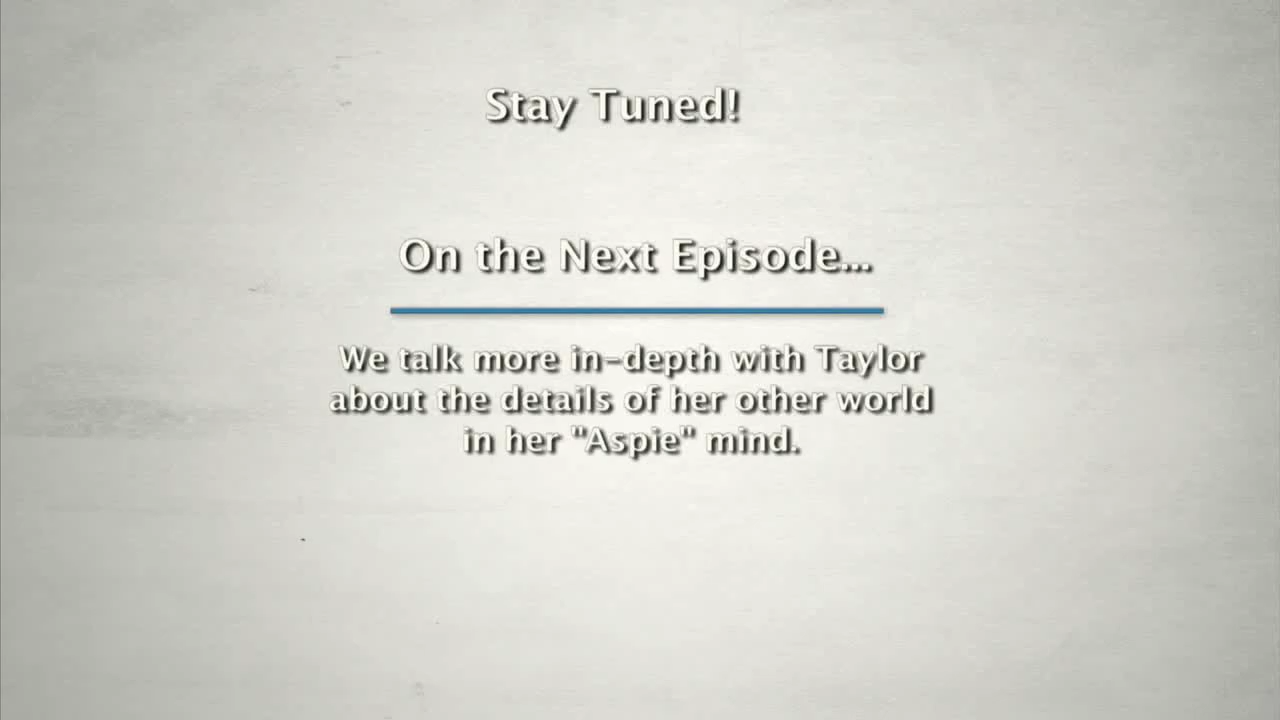 Stay Tuned!
On the Next Episode...
We talk more in-depth with Taylor
about the details of her other world
in her "Aspie" mind.